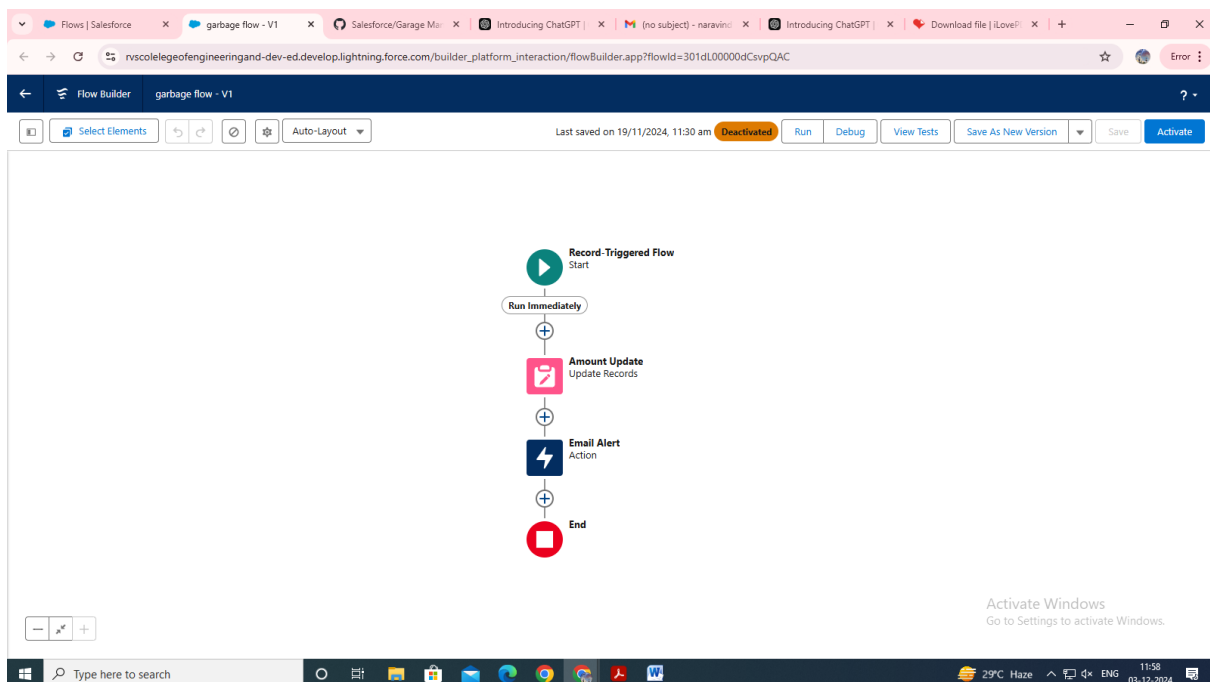 Flows | Salesforce
garbage flow - V1
Salesforce/Garage Mar
Introducing ChatGPT |
(no subject) - naravind
Introducing ChatGPT |
Download file | iLoveP
rvscolelegeofengineeringand-dev-ed.develop.lightning.force.com/builder_platform_interaction/flowBuilder.app?flowId=301dL00000dCsvpQAC
Error
Flow Builder garbage flow - V1 ?
Select Elements Auto-Layout Last saved on 19/11/2024, 11:30 am Deactivated Run Debug View Tests Save As New Version Save Activate
Record-Triggered Flow
Start
Run Immediately
Amount Update
Update Records
Email Alert
Action
End
Activate Windows
Go to Settings to activate Windows.
Type here to search 29°C Haze ENG 11:58
03-12-2024